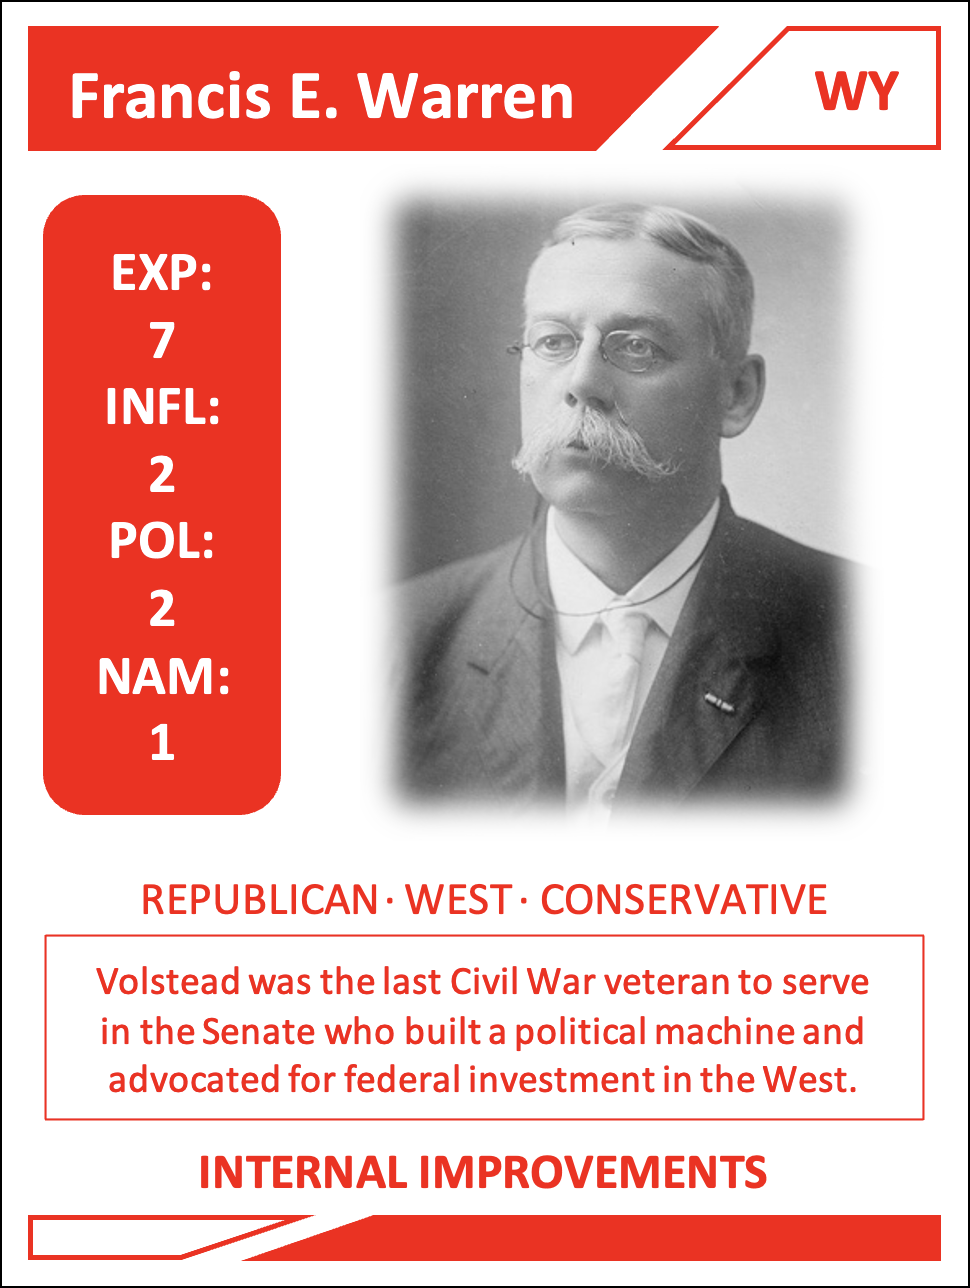 Francis E. Warren
WY
EXP:
7
INFL:
2
POL:
2
NAM:
1
REPUBLICAN · WEST · CONSERVATIVE
Volstead was the last Civil War veteran to serve
in the Senate who built a political machine and
advocated for federal investment in the West.
INTERNAL IMPROVEMENTS